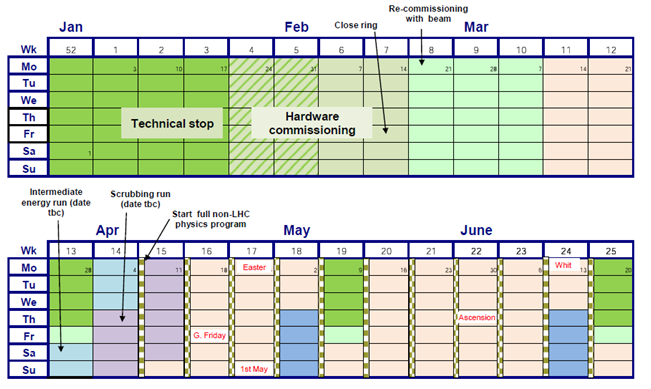 Re-commissioning
with beam
Close ring
Jan Feb Mar
Wk 52 1 2 3 4 5 6 7 8 9 10 11 12
Mo 3 10 17 24 31 7 14 21 28 7 14 21
Tu
We
Th
Technical stop
Hardware
commissioning
Fr
Sa 1
Su
Intermediate
energy run (date
tbc)
Scrubbing run
(date tbc)
Start full non-LHC
physics program
Apr May June
Wk 13 14 15 16 17 18 19 20 21 22 23 24 25
Mo 28 4 11 18 Easter 2 9 16 23 30 6 Whit 13 20
Tu
We
Th Ascension
Fr G. Friday
Sa
Su 1st May